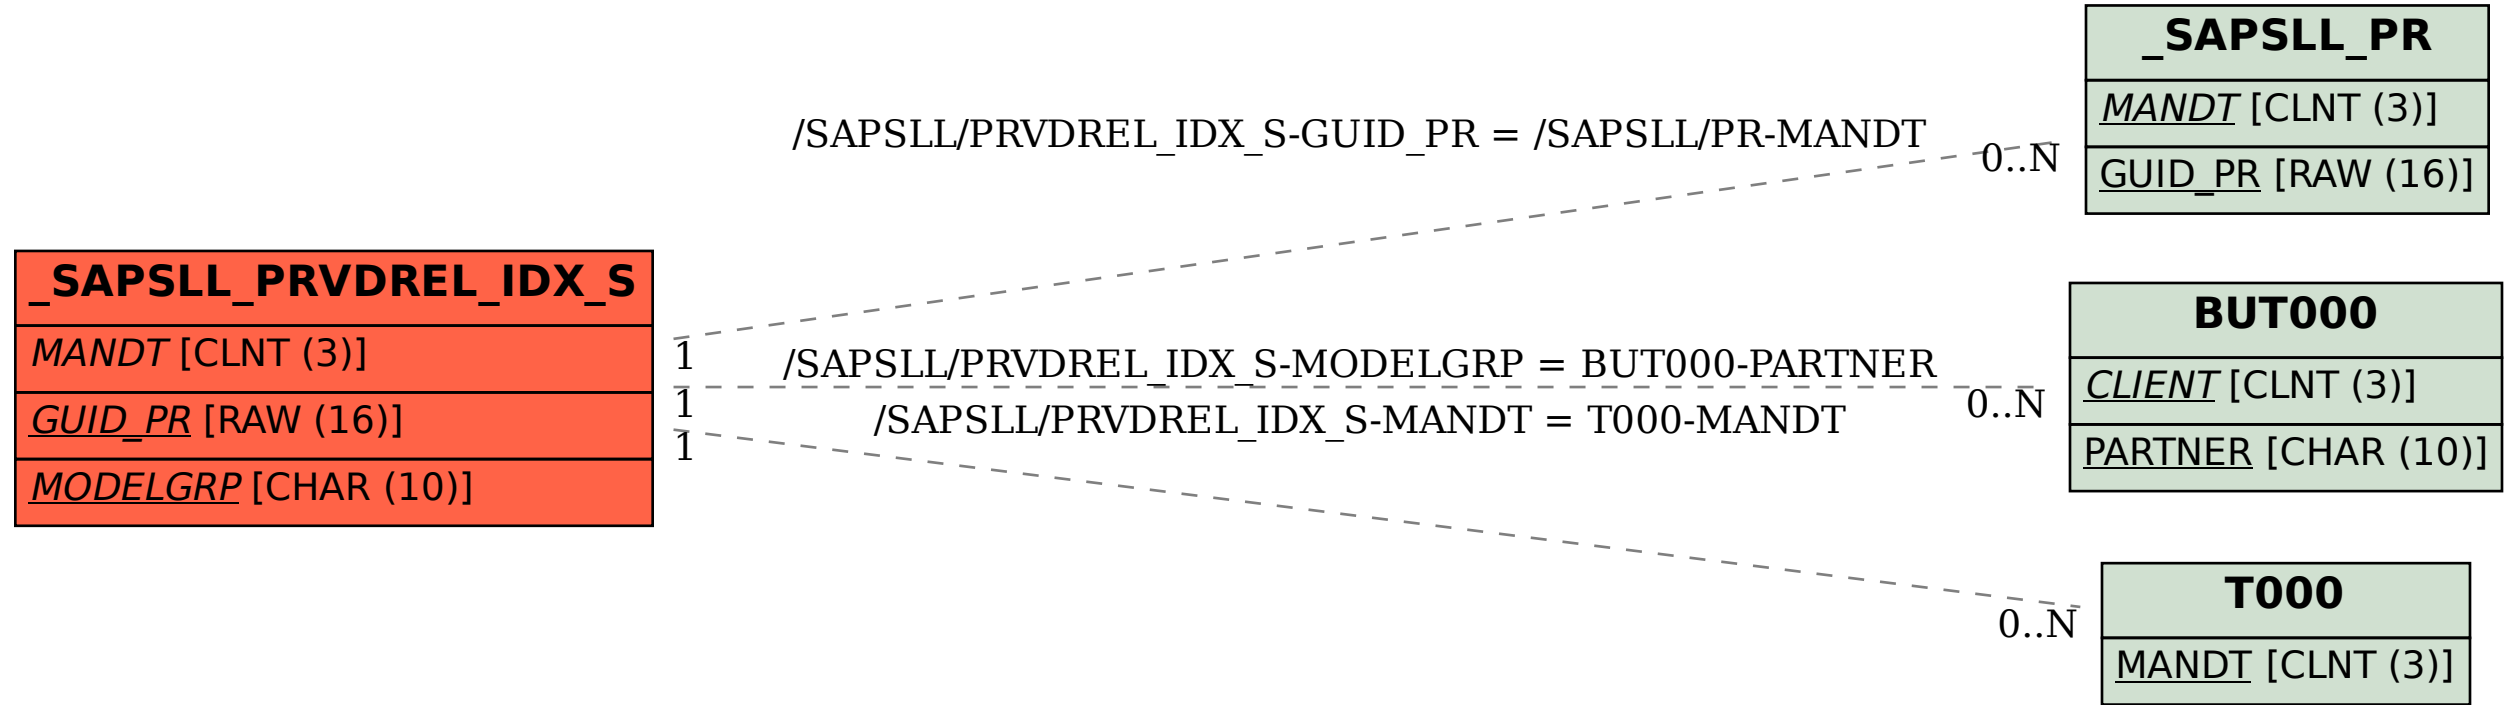 _SAPSLL_PR
MANDT [CLNT (3)]
GUID_PR [RAW (16)]
/SAPSLL/PRVDREL_IDX_S-GUID_PR = /SAPSLL/PR-MANDT
0..N
_SAPSLL_PRVDREL_IDX_S
MANDT [CLNT (3)]
GUID_PR [RAW (16)]
MODELGRP [CHAR (10)]
1
1
1
/SAPSLL/PRVDREL_IDX_S-MODELGRP = BUT000-PARTNER
0..N
/SAPSLL/PRVDREL_IDX_S-MANDT = T000-MANDT
0..N
BUT000
CLIENT [CLNT (3)]
PARTNER [CHAR (10)]
T000
MANDT [CLNT (3)]